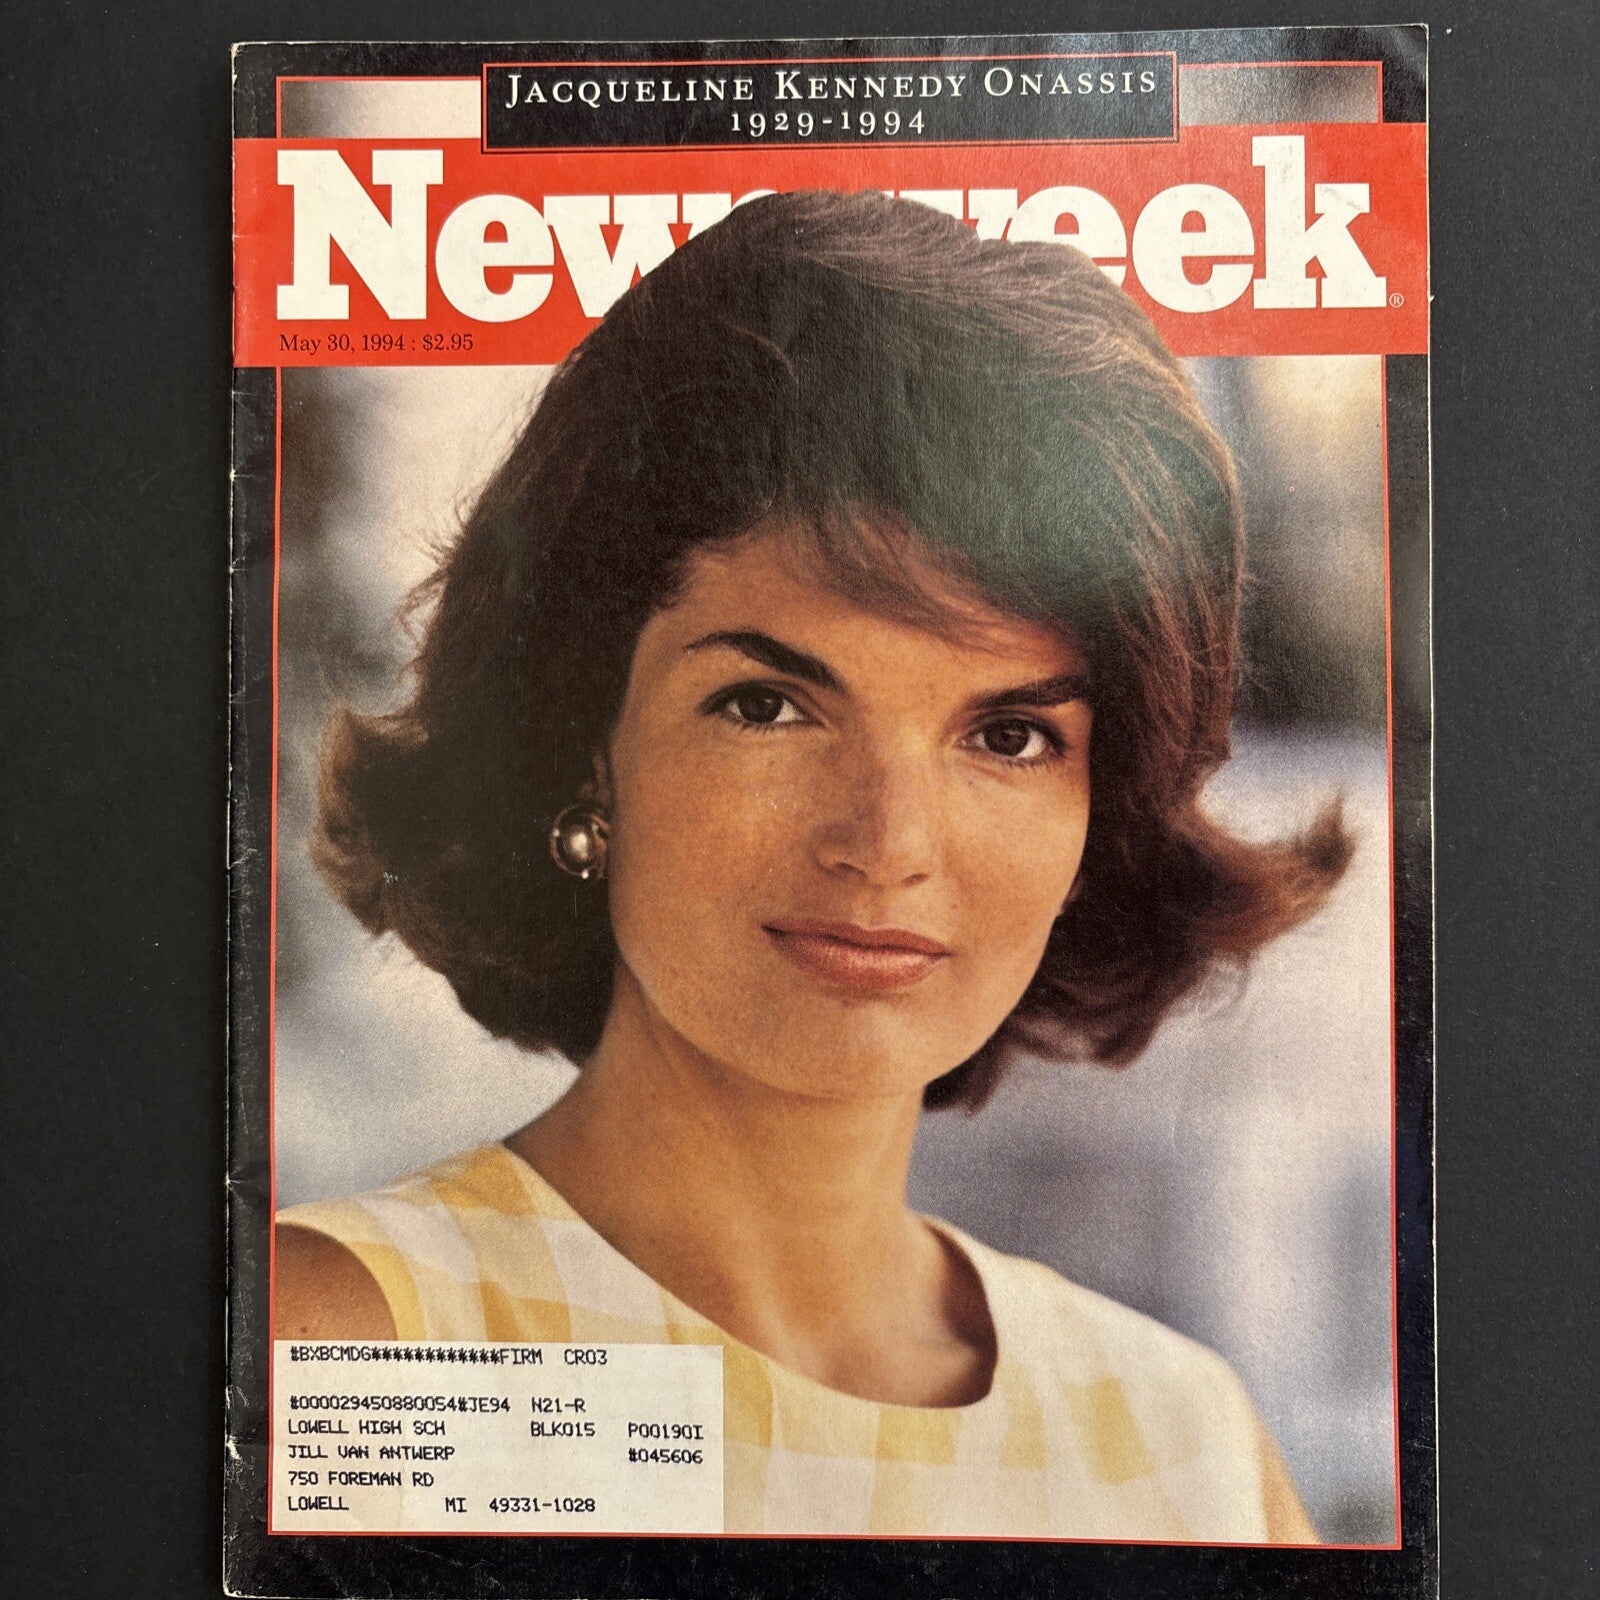 JACQUELINE KENNEDY ONASSIS
1929-1994
Newsweek®
May 30, 1994 : $2.95
#BXBCMDG************FIRM CR03
#000029450880054#JE94 N21-R
LOWELL HIGH SCH BLK015 P00190I
JILL VAN ANTWERP #045606
750 FOREMAN RD
LOWELL MI 49331-1028